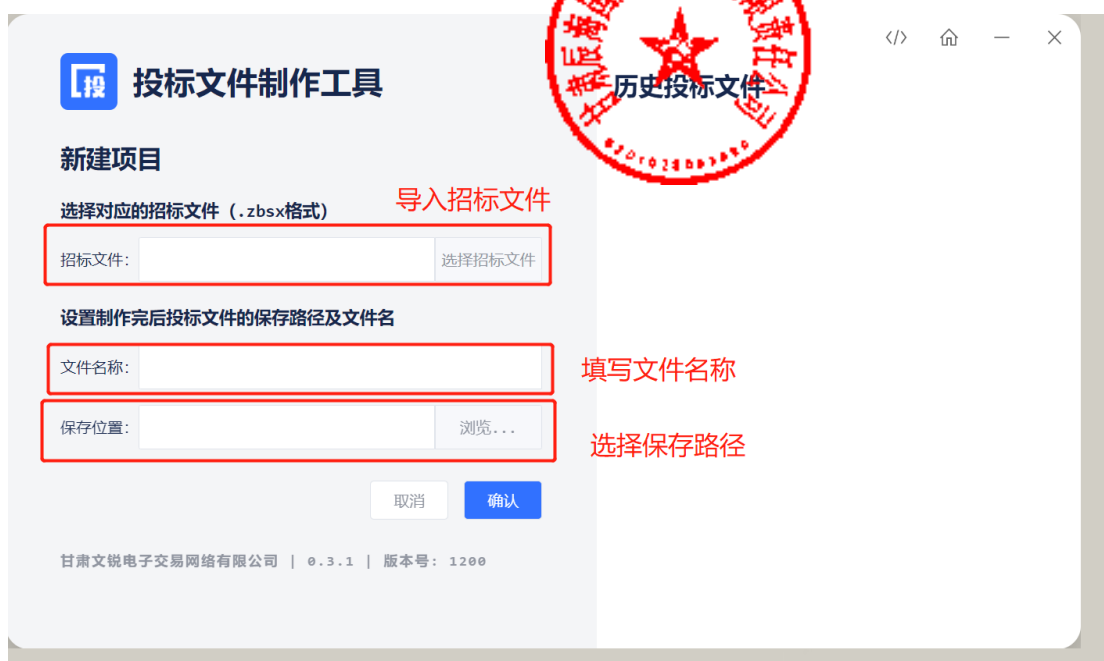 投标文件制作工具
历史投标文件
新建项目
导入招标文件
选择对应的招标文件（.zbsx格式）
招标文件：
选择招标文件
设置制作完后投标文件的保存路径及文件名
文件名称：
填写文件名称
保存位置：
浏览...
选择保存路径
取消
确认
甘肃文锐电子交易网络有限公司 | 0.3.1 | 版本号: 1200